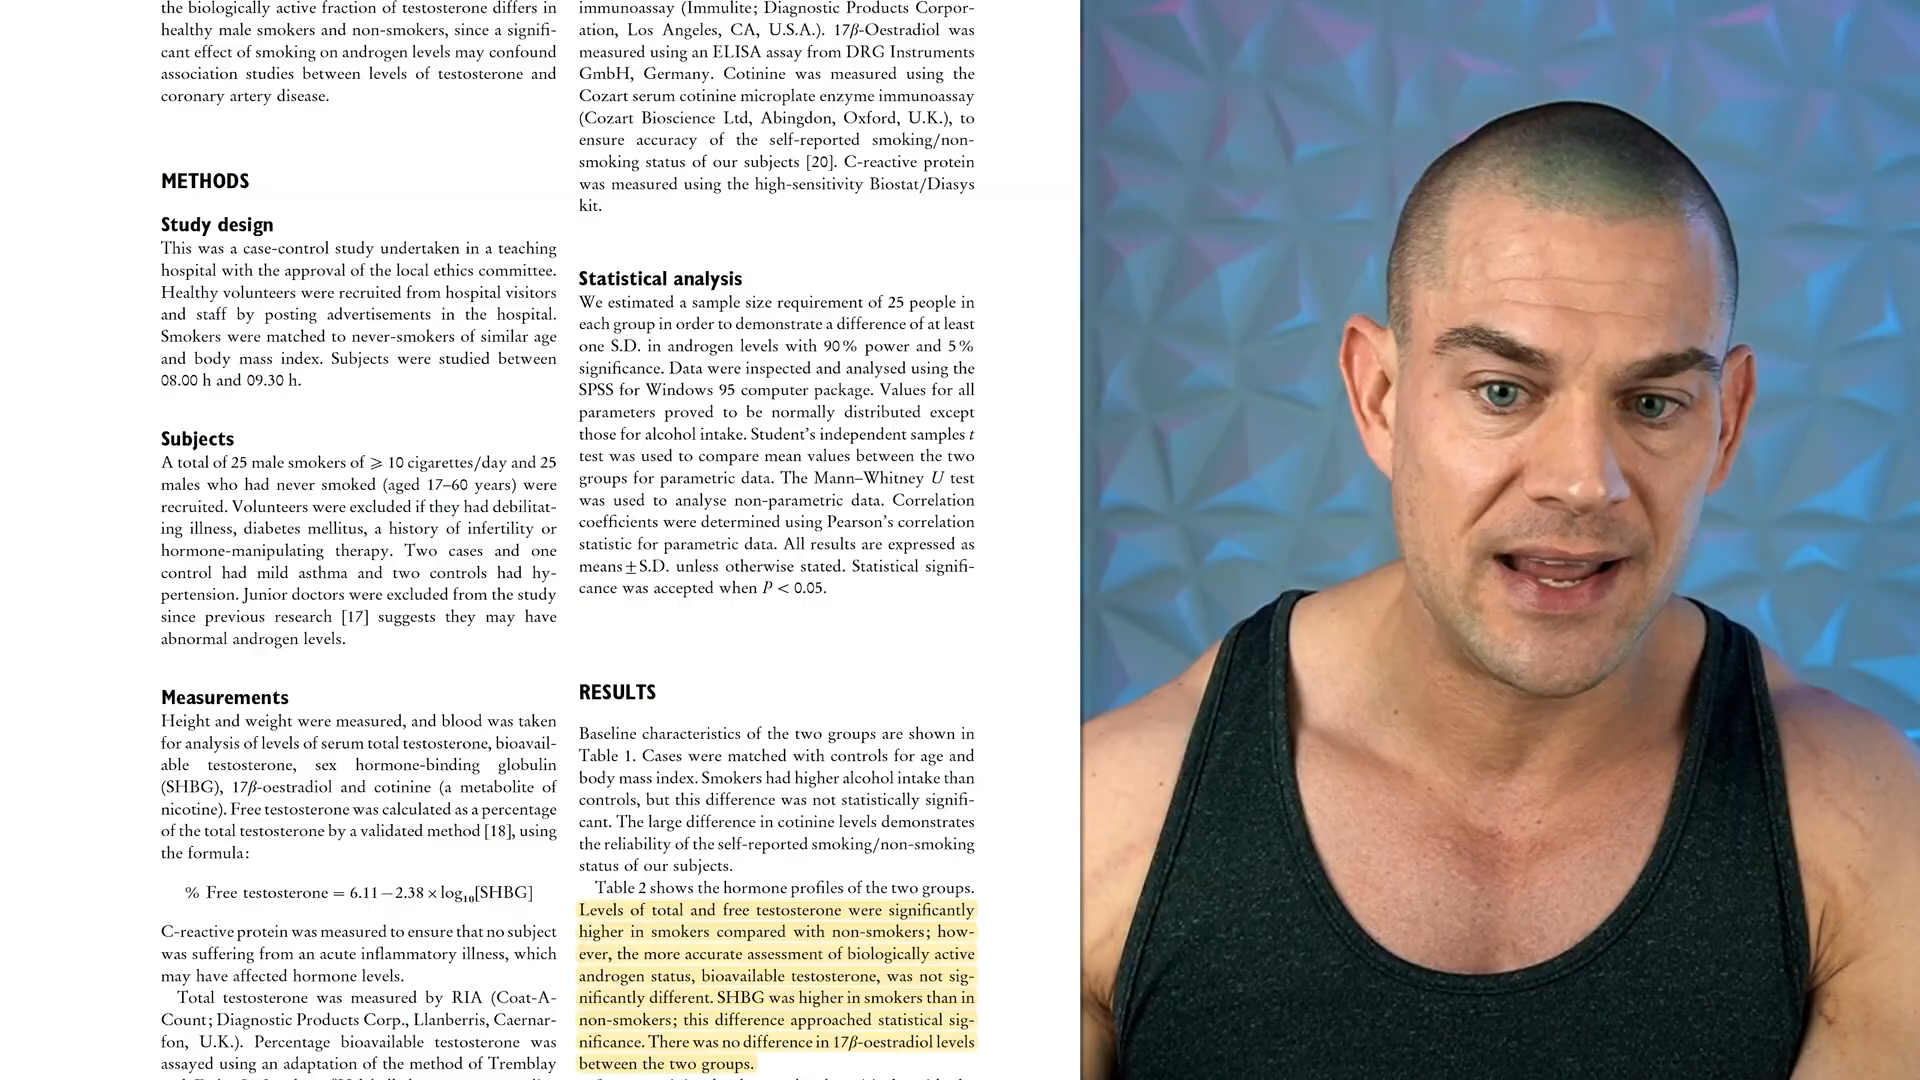 the biologically active fraction of testosterone differs in
healthy male smokers and non-smokers, since a signifi-
cant effect of smoking on androgen levels may confound
association studies between levels of testosterone and
coronary artery disease.
METHODS
Study design
This was a case-control study undertaken in a teaching
hospital with the approval of the local ethics committee.
Healthy volunteers were recruited from hospital visitors
and staff by posting advertisements in the hospital.
Smokers were matched to never-smokers of similar age
and body mass index. Subjects were studied between
08.00 h and 09.30 h.
Subjects
A total of 25 male smokers of ⩾ 10 cigarettes/day and 25
males who had never smoked (aged 17–60 years) were
recruited. Volunteers were excluded if they had debilitat-
ing illness, diabetes mellitus, a history of infertility or
hormone-manipulating therapy. Two cases and one
control had mild asthma and two controls had hy-
pertension. Junior doctors were excluded from the study
since previous research [17] suggests they may have
abnormal androgen levels.
Measurements
Height and weight were measured, and blood was taken
for analysis of levels of serum total testosterone, bioavail-
able testosterone, sex hormone-binding globulin
(SHBG), 17β-oestradiol and cotinine (a metabolite of
nicotine). Free testosterone was calculated as a percentage
of the total testosterone by a validated method [18], using
the formula:
% Free testosterone = 6.11 − 2.38 × log₁₀[SHBG]
C-reactive protein was measured to ensure that no subject
was suffering from an acute inflammatory illness, which
may have affected hormone levels.
Total testosterone was measured by RIA (Coat-A-
Count; Diagnostic Products Corp., Llanberris, Caernar-
fon, U.K.). Percentage bioavailable testosterone was
assayed using an adaptation of the method of Tremblay
immunoassay (Immulite; Diagnostic Products Corpor-
ation, Los Angeles, CA, U.S.A.). 17β-Oestradiol was
measured using an ELISA assay from DRG Instruments
GmbH, Germany. Cotinine was measured using the
Cozart serum cotinine microplate enzyme immunoassay
(Cozart Bioscience Ltd, Abingdon, Oxford, U.K.), to
ensure accuracy of the self-reported smoking/non-
smoking status of our subjects [20]. C-reactive protein
was measured using the high-sensitivity Biostat/Diasys
kit.
Statistical analysis
We estimated a sample size requirement of 25 people in
each group in order to demonstrate a difference of at least
one S.D. in androgen levels with 90 % power and 5 %
significance. Data were inspected and analysed using the
SPSS for Windows 95 computer package. Values for all
parameters proved to be normally distributed except
those for alcohol intake. Student's independent samples t
test was used to compare mean values between the two
groups for parametric data. The Mann–Whitney U test
was used to analyse non-parametric data. Correlation
coefficients were determined using Pearson's correlation
statistic for parametric data. All results are expressed as
means ± S.D. unless otherwise stated. Statistical signifi-
cance was accepted when P < 0.05.
RESULTS
Baseline characteristics of the two groups are shown in
Table 1. Cases were matched with controls for age and
body mass index. Smokers had higher alcohol intake than
controls, but this difference was not statistically signifi-
cant. The large difference in cotinine levels demonstrates
the reliability of the self-reported smoking/non-smoking
status of our subjects.
Table 2 shows the hormone profiles of the two groups.
Levels of total and free testosterone were significantly
higher in smokers compared with non-smokers; how-
ever, the more accurate assessment of biologically active
androgen status, bioavailable testosterone, was not sig-
nificantly different. SHBG was higher in smokers than in
non-smokers; this difference approached statistical sig-
nificance. There was no difference in 17β-oestradiol levels
between the two groups.